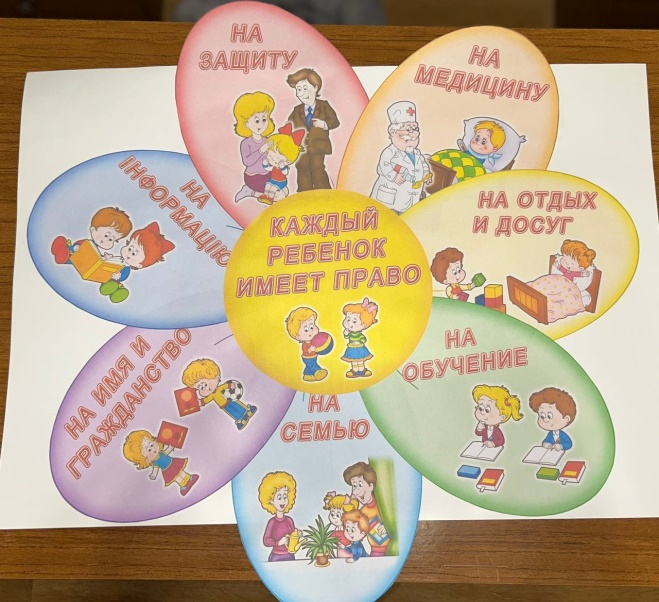 КАЖДЫЙ
РЕБЕНОК
ИМЕЕТ ПРАВО
НА
ЗАЩИТУ
НА
МЕДИЦИНУ
НА ОТДЫХ
И ДОСУГ
НА
ОБУЧЕНИЕ
НА
СЕМЬЮ
НА ИМЯ И
ГРАЖДАНСТВО
НА
ІНФОРМАЦІЮ